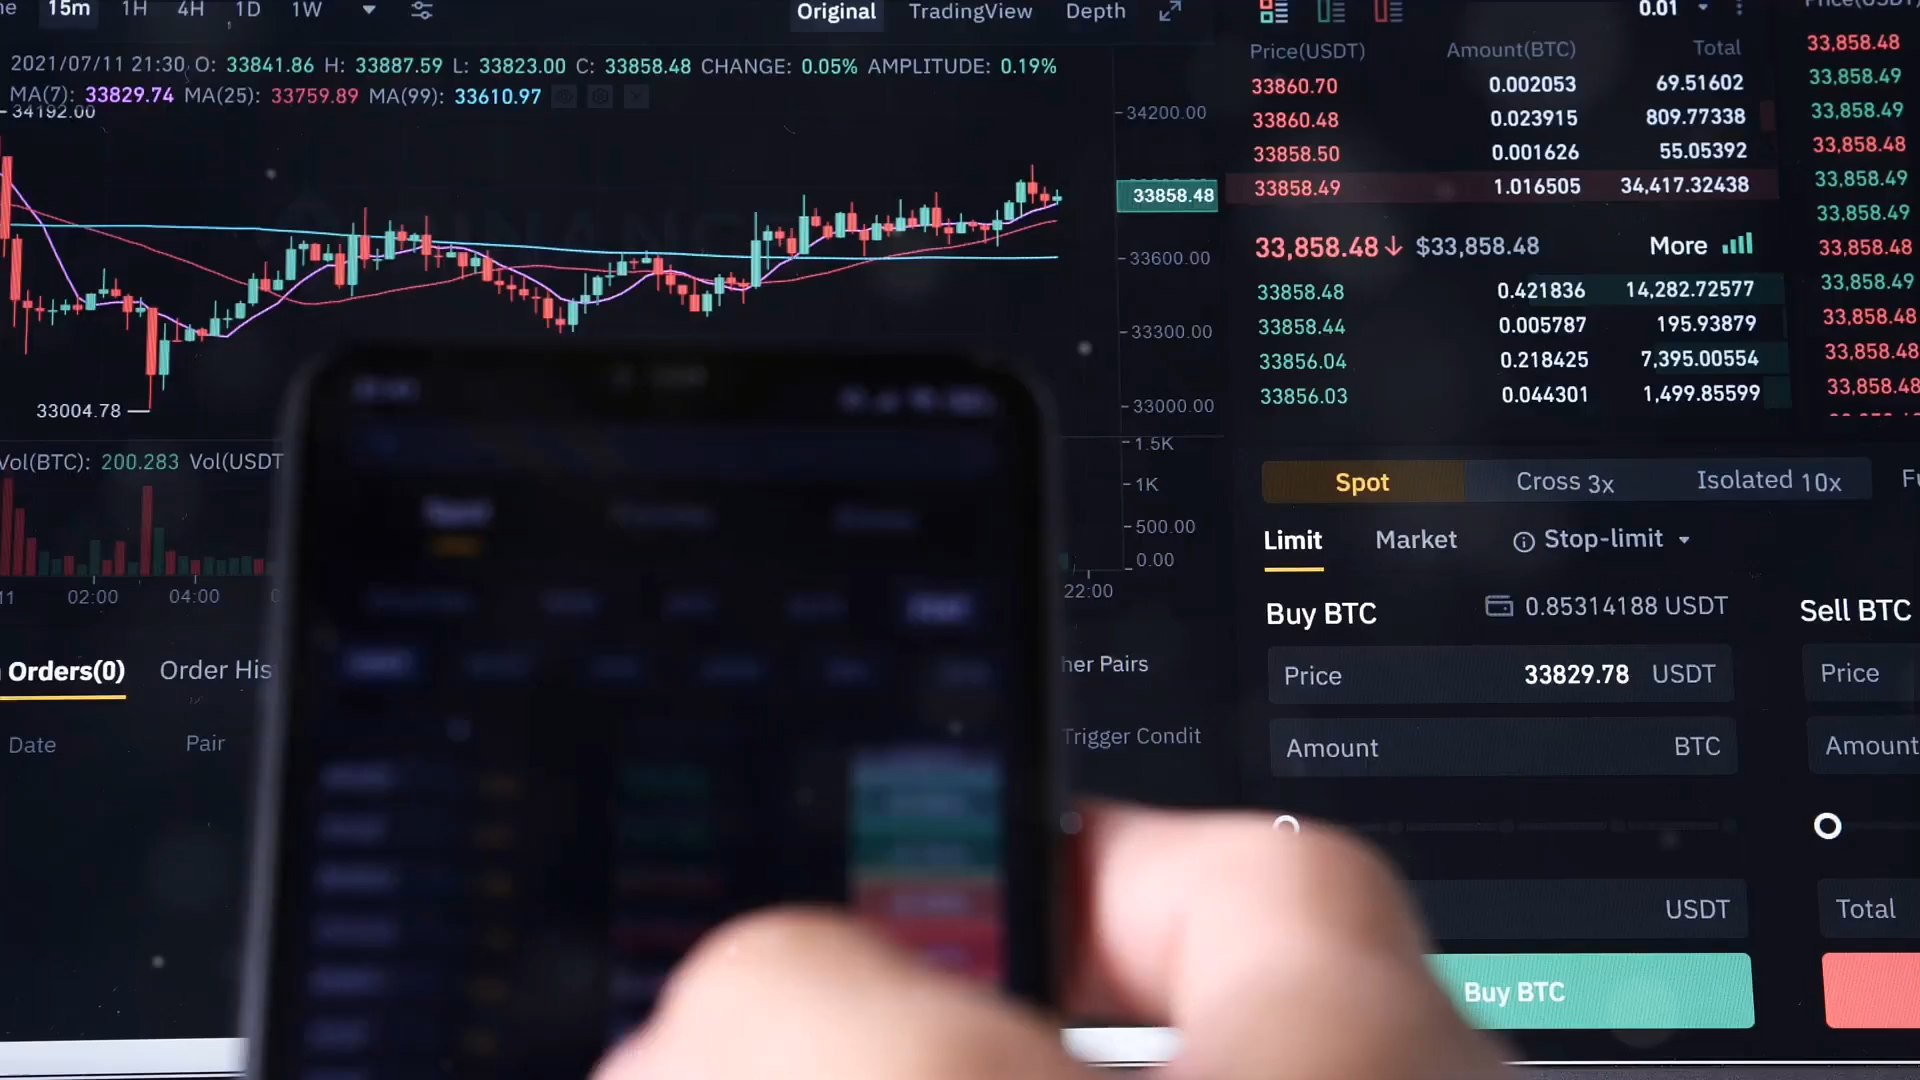 15m 1H 4H 1D 1W
Original TradingView Depth
2021/07/11 21:30 O: 33841.86 H: 33887.59 L: 33823.00 C: 33858.48 CHANGE: 0.05% AMPLITUDE: 0.19%
MA(7): 33829.74 MA(25): 33759.89 MA(99): 33610.97
34192.00
34200.00
33858.48
33600.00
33300.00
33004.78
33000.00
Vol(BTC): 200.283 Vol(USDT
1.5K
1K
500.00
0.00
02:00 04:00
22:00
Orders(0) Order His
her Pairs
Date Pair
Trigger Condit
0.01
Price(USDT) Amount(BTC) Total
33860.70 0.002053 69.51602
33860.48 0.023915 809.77338
33858.50 0.001626 55.05392
33858.49 1.016505 34,417.32438
33,858.48↓ $33,858.48 More
33858.48 0.421836 14,282.72577
33858.44 0.005787 195.93879
33856.04 0.218425 7,395.00554
33856.03 0.044301 1,499.85599
33,858.48
33,858.49
33,858.49
33,858.48
33,858.49
33,858.49
33,858.48
33,858.49
33,858.48
33,858.48
33,858.48
Spot Cross 3x Isolated 10x
Limit Market Stop-limit
Buy BTC 0.85314188 USDT
Price 33829.78 USDT
Amount BTC
USDT
Buy BTC
Sell BTC
Price
Amount
Total